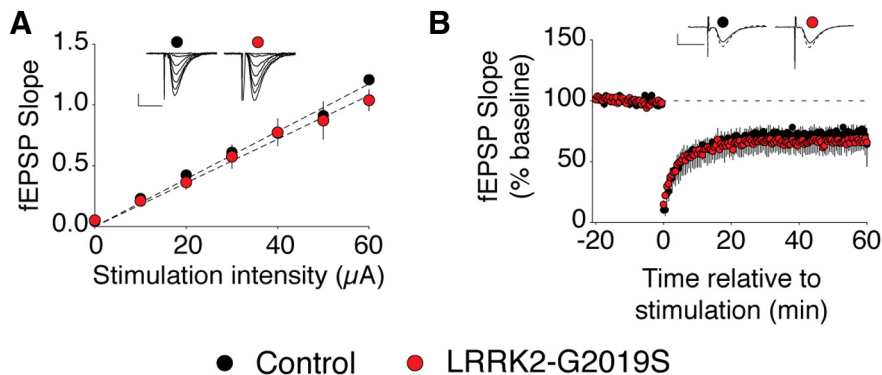 A
fEPSP Slope
1.5
1.0
0.5
0.0
0 20 40 60
Stimulation intensity (µA)
B
fEPSP Slope
(% baseline)
150
100
50
0
-20 0 20 40 60
Time relative to
stimulation (min)
Control LRRK2-G2019S